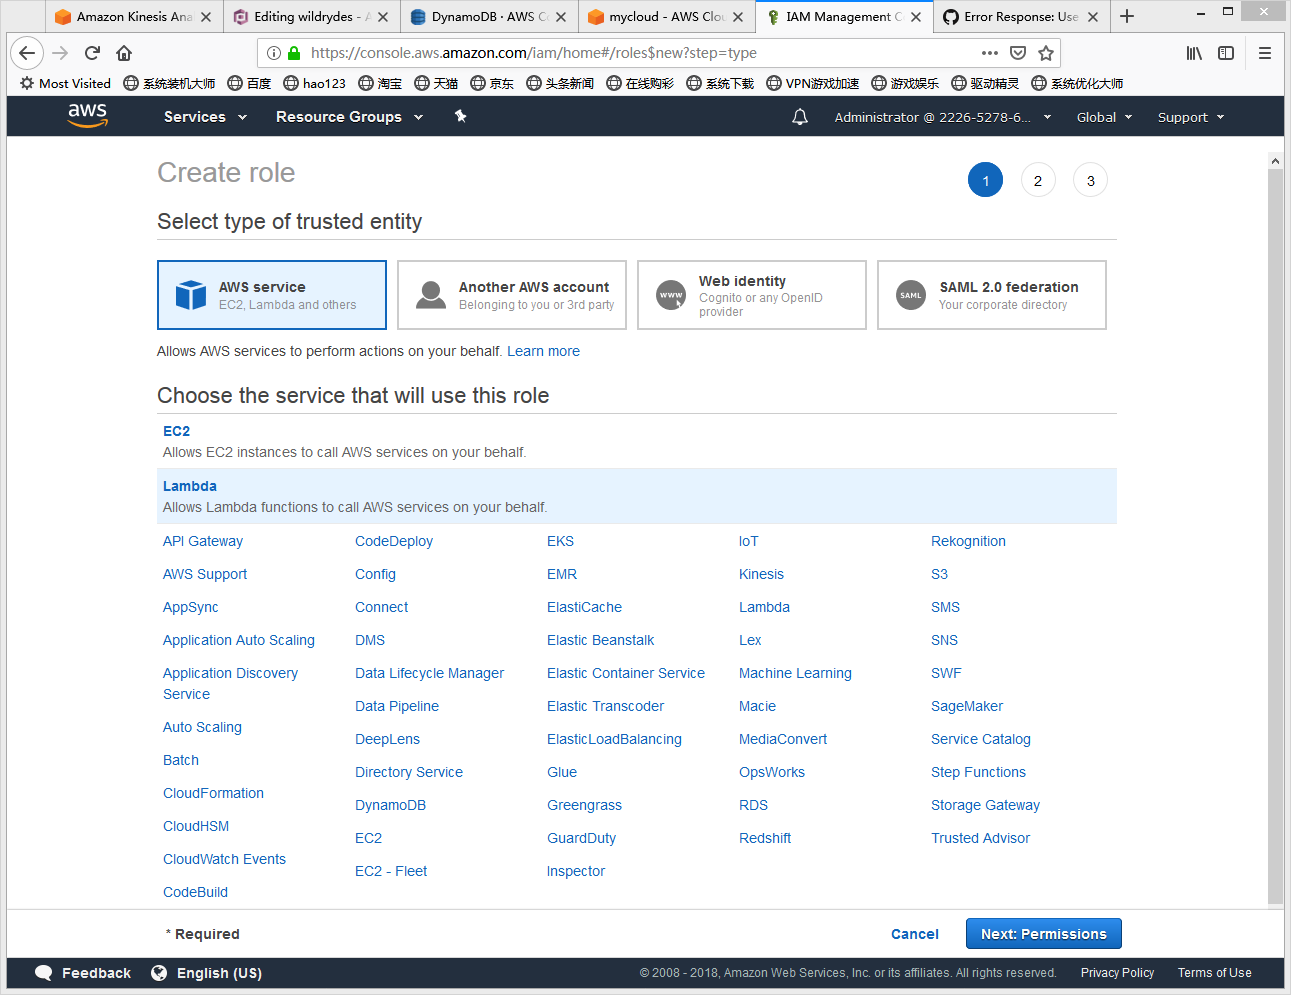 Amazon Kinesis Ana
Editing wildrydes - A
DynamoDB · AWS Co
mycloud - AWS Clou
IAM Management C
Error Response: Use
https://console.aws.amazon.com/iam/home#/roles$new?step=type
Most Visited 系统装机大师 百度 hao123 淘宝 天猫 京东 头条新闻 在线购彩 系统下载 VPN游戏加速 游戏娱乐 驱动精灵 系统优化大师
aws Services Resource Groups Administrator @ 2226-5278-6... Global Support
Create role
1 2 3
Select type of trusted entity
AWS service
EC2, Lambda and others
Another AWS account
Belonging to you or 3rd party
www
Web identity
Cognito or any OpenID
provider
SAML
SAML 2.0 federation
Your corporate directory
Allows AWS services to perform actions on your behalf. Learn more
Choose the service that will use this role
EC2
Allows EC2 instances to call AWS services on your behalf.
Lambda
Allows Lambda functions to call AWS services on your behalf.
API Gateway
AWS Support
AppSync
Application Auto Scaling
Application Discovery
Service
Auto Scaling
Batch
CloudFormation
CloudHSM
CloudWatch Events
CodeBuild
CodeDeploy
Config
Connect
DMS
Data Lifecycle Manager
Data Pipeline
DeepLens
Directory Service
DynamoDB
EC2
EC2 - Fleet
EKS
EMR
ElastiCache
Elastic Beanstalk
Elastic Container Service
Elastic Transcoder
ElasticLoadBalancing
Glue
Greengrass
GuardDuty
Inspector
IoT
Kinesis
Lambda
Lex
Machine Learning
Macie
MediaConvert
OpsWorks
RDS
Redshift
Rekognition
S3
SMS
SNS
SWF
SageMaker
Service Catalog
Step Functions
Storage Gateway
Trusted Advisor
* Required
Cancel
Next: Permissions
Feedback English (US) © 2008 - 2018, Amazon Web Services, Inc. or its affiliates. All rights reserved. Privacy Policy Terms of Use